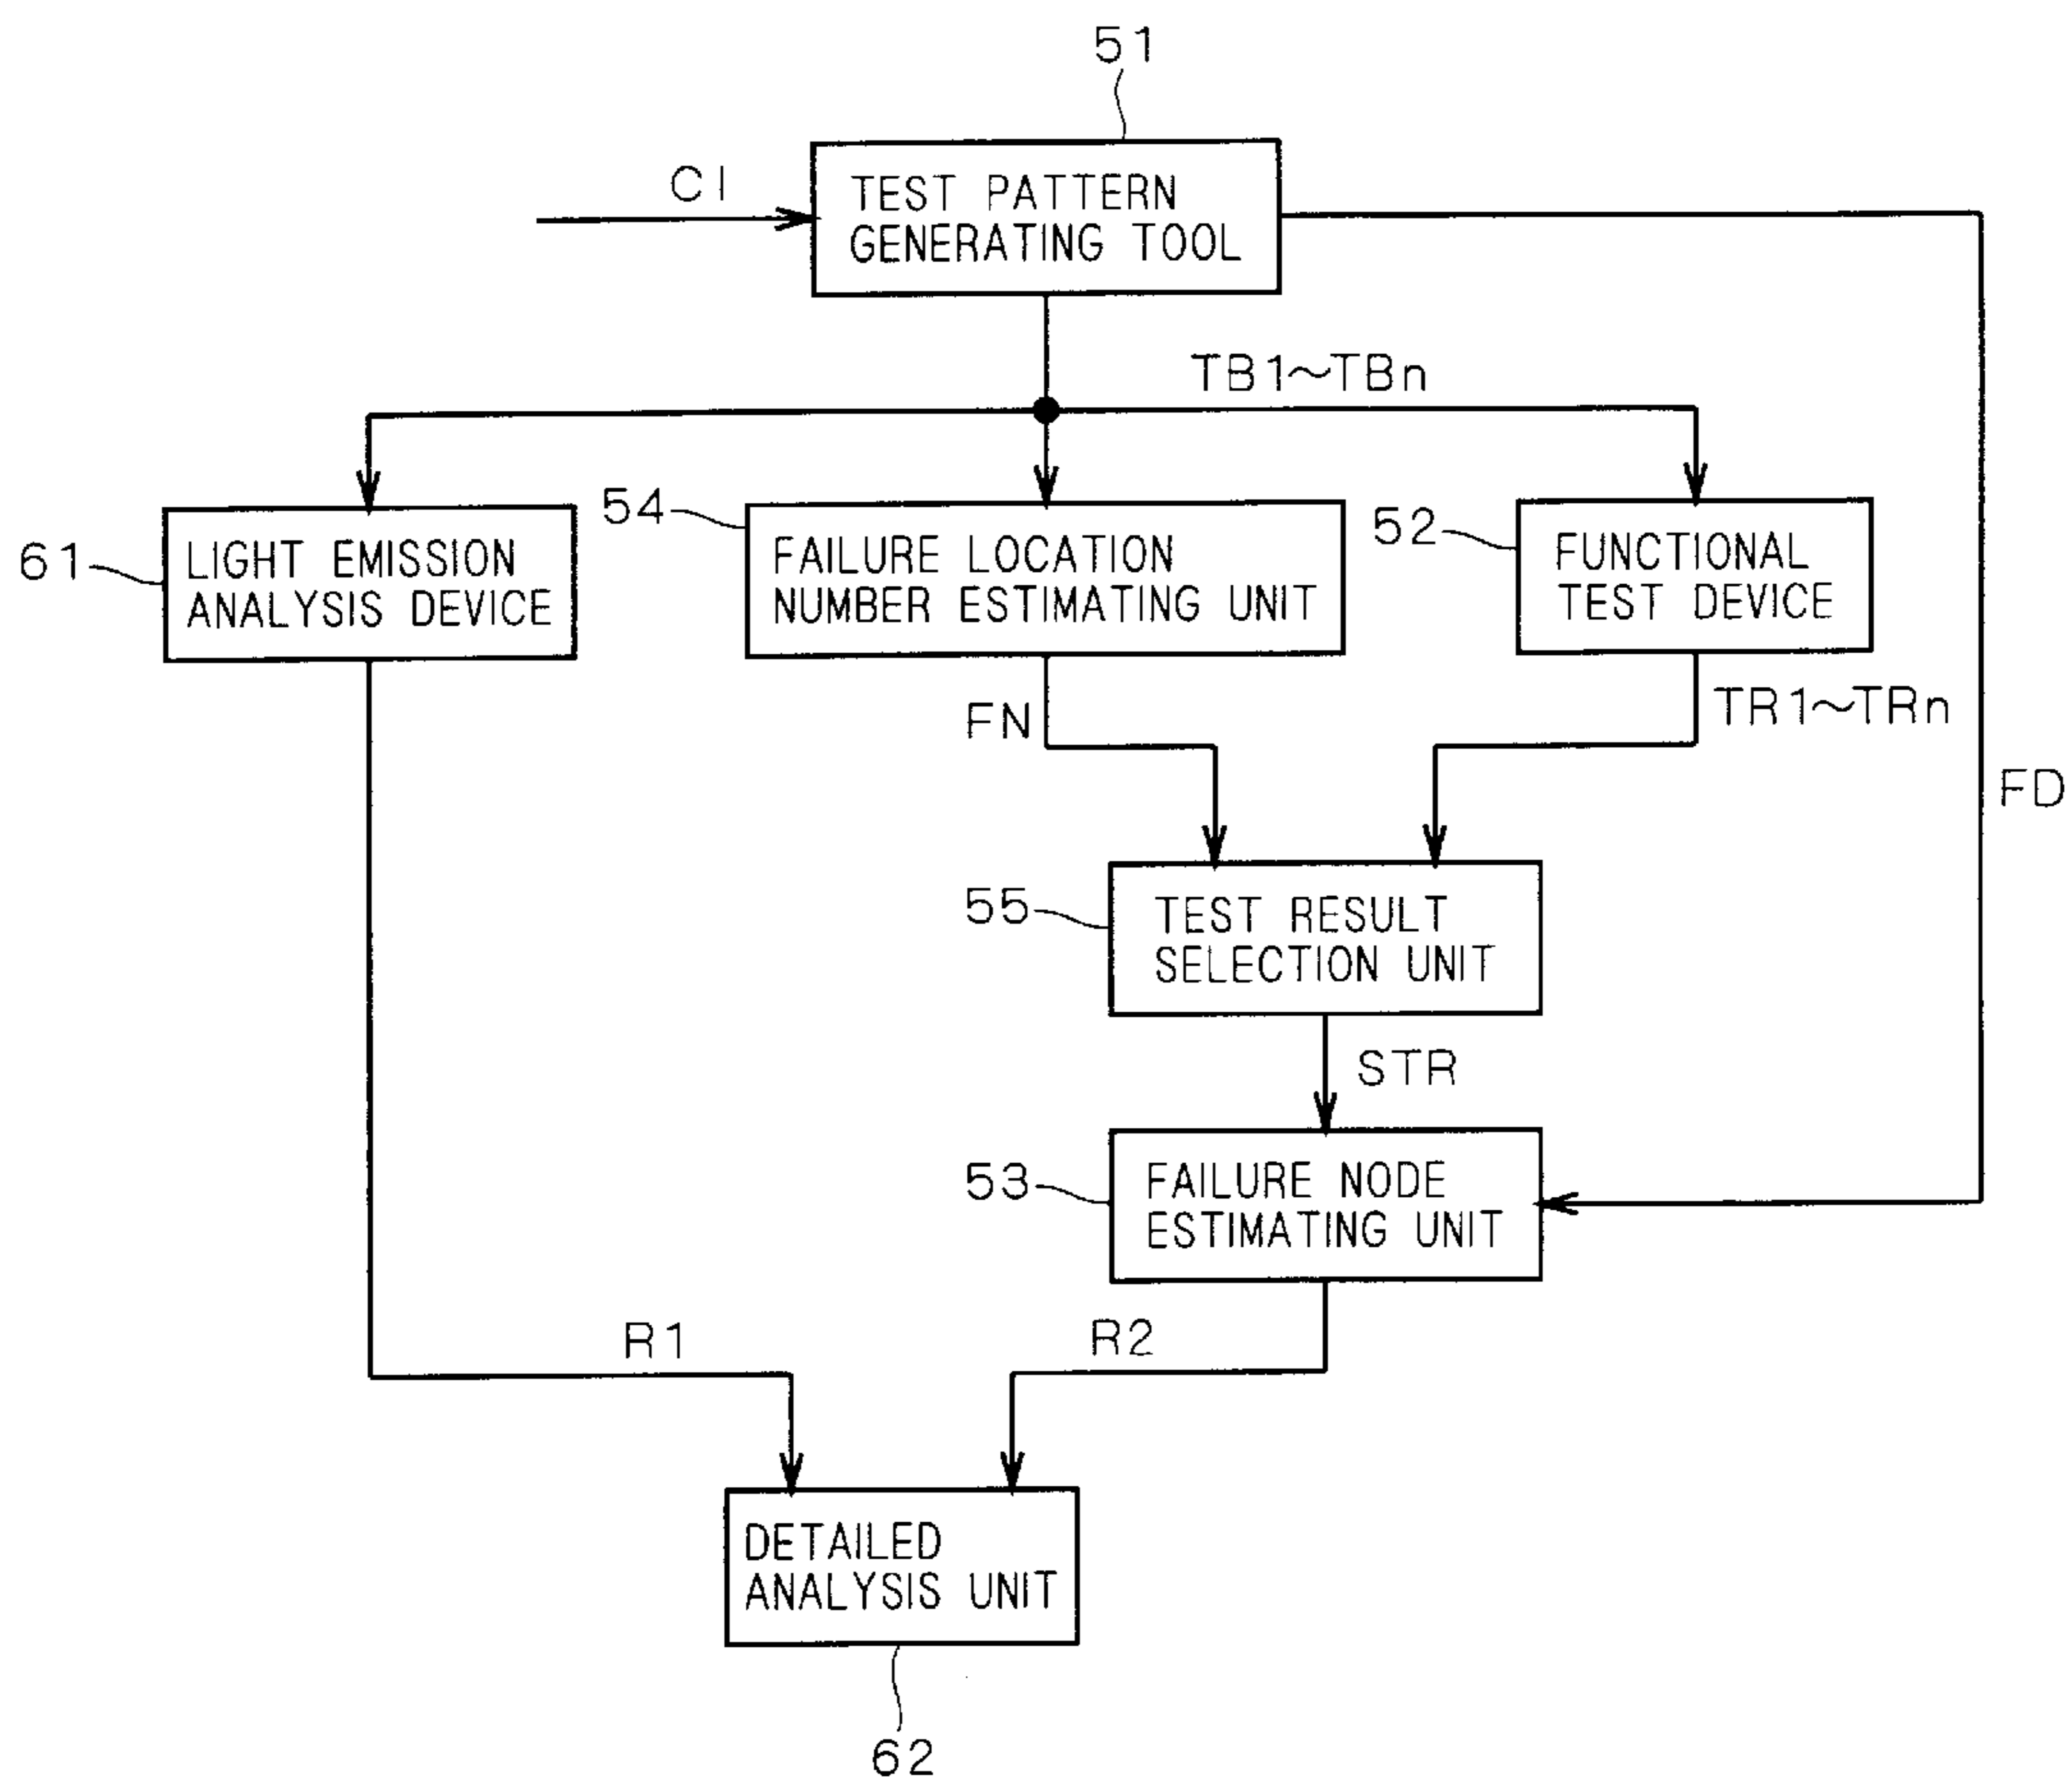 51
CI
TEST PATTERN
GENERATING TOOL
TB1~TBn
54
52
61
LIGHT EMISSION
ANALYSIS DEVICE
FAILURE LOCATION
NUMBER ESTIMATING UNIT
FUNCTIONAL
TEST DEVICE
FN
TR1~TRn
FD
55
TEST RESULT
SELECTION UNIT
STR
53
FAILURE NODE
ESTIMATING UNIT
R1
R2
DETAILED
ANALYSIS UNIT
62